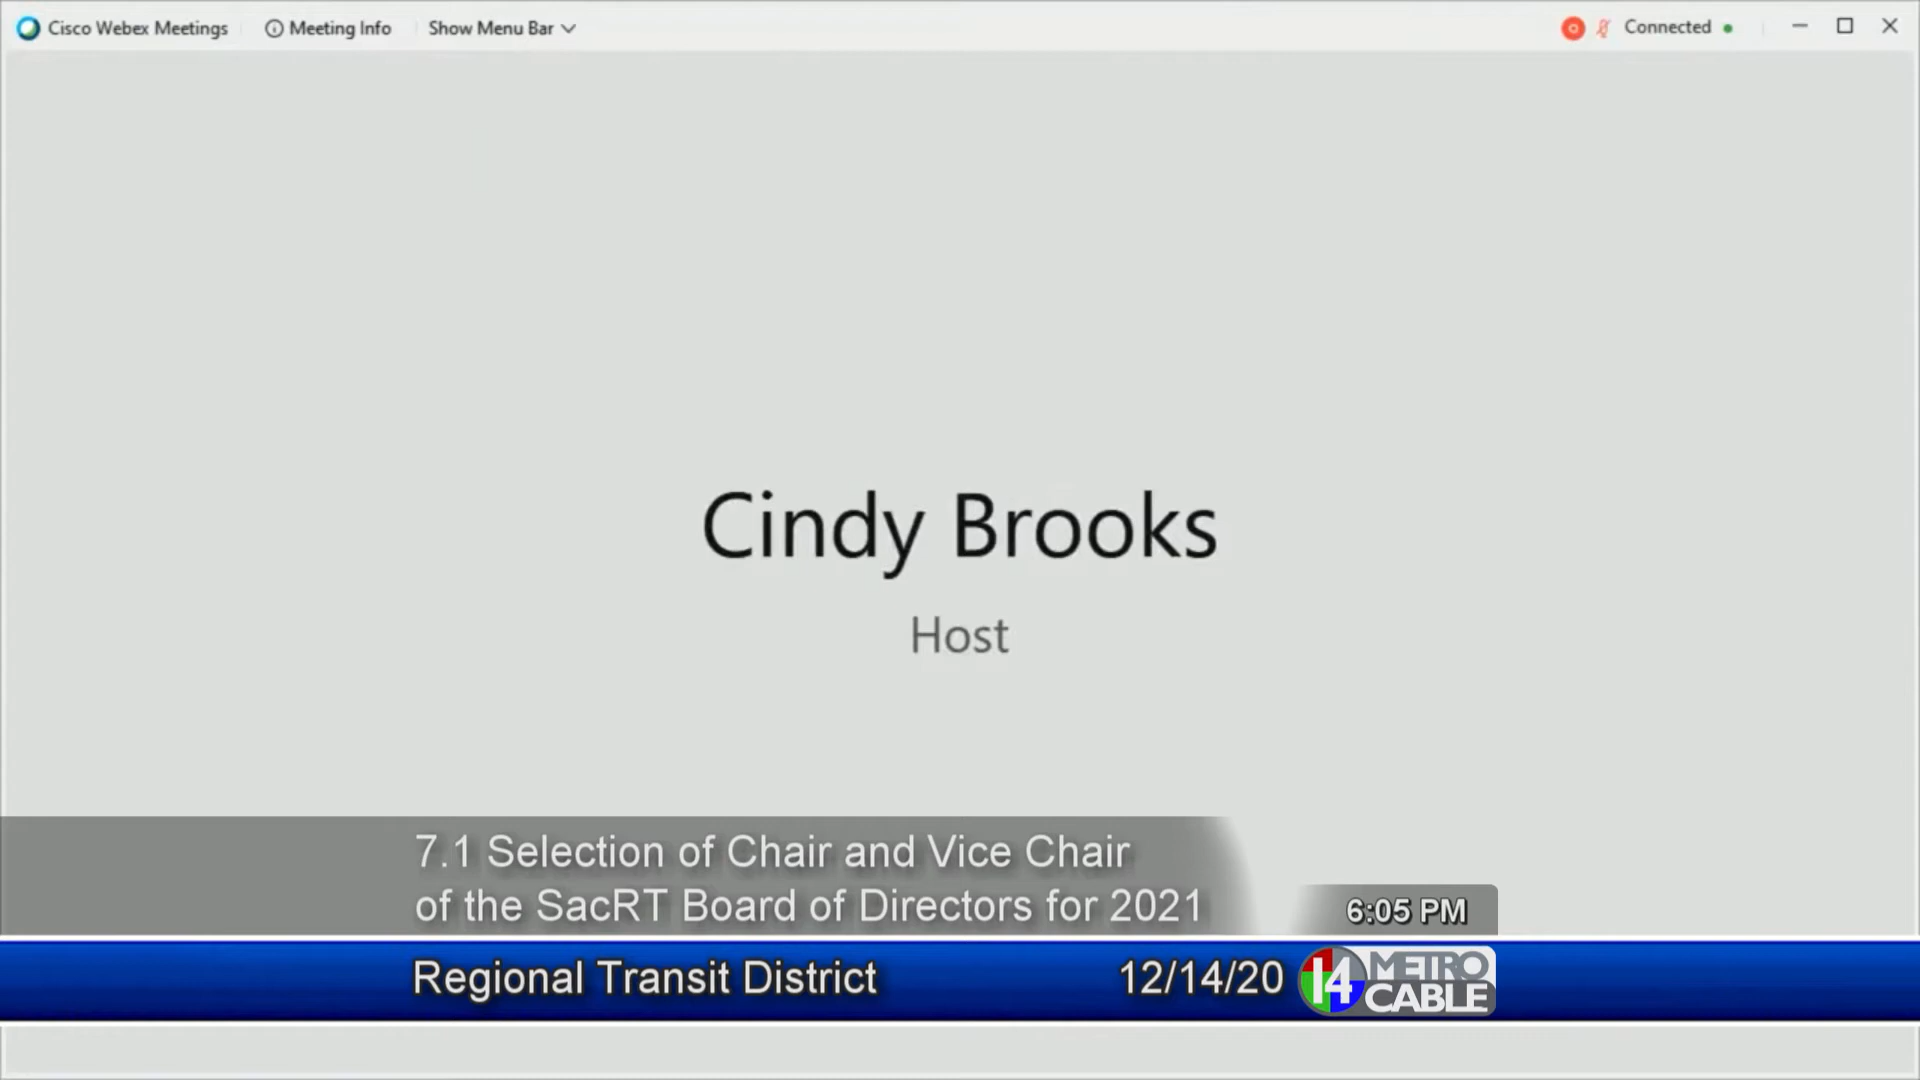 Cisco Webex Meetings Meeting Info Show Menu Bar Connected
Cindy Brooks
Host
7.1 Selection of Chair and Vice Chair
of the SacRT Board of Directors for 2021
6:05 PM
Regional Transit District 12/14/20 14 METRO
CABLE